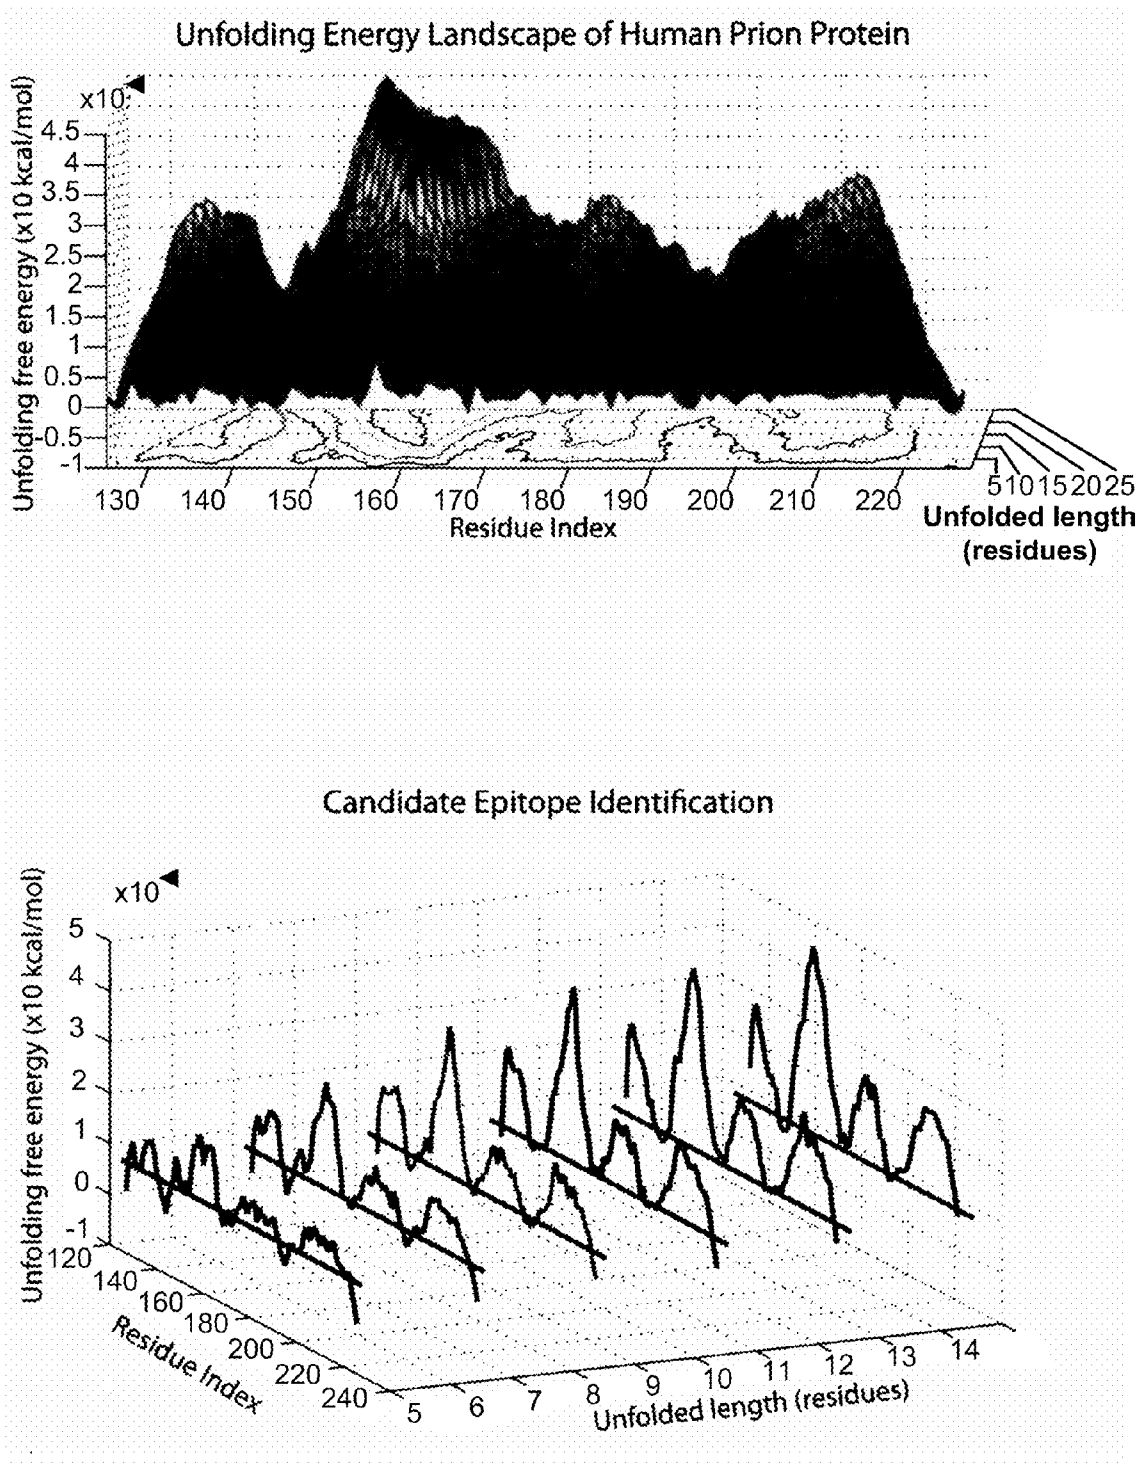 Unfolding Energy Landscape of Human Prion Protein
Unfolding free energy (x10 kcal/mol)
x10
4.5
4
3.5
3
2.5
2
1.5
1
0.5
0
-0.5
-1
130 140 150 160 170 180 190 200 210 220
Residue Index
5 10 15 20 25
Unfolded length
(residues)
Candidate Epitope Identification
Unfolding free energy (x10 kcal/mol)
x10
5
4
3
2
1
0
-1
120
140
160
180
200
220
240
Residue Index
5 6 7 8 9 10 11 12 13 14
Unfolded length (residues)